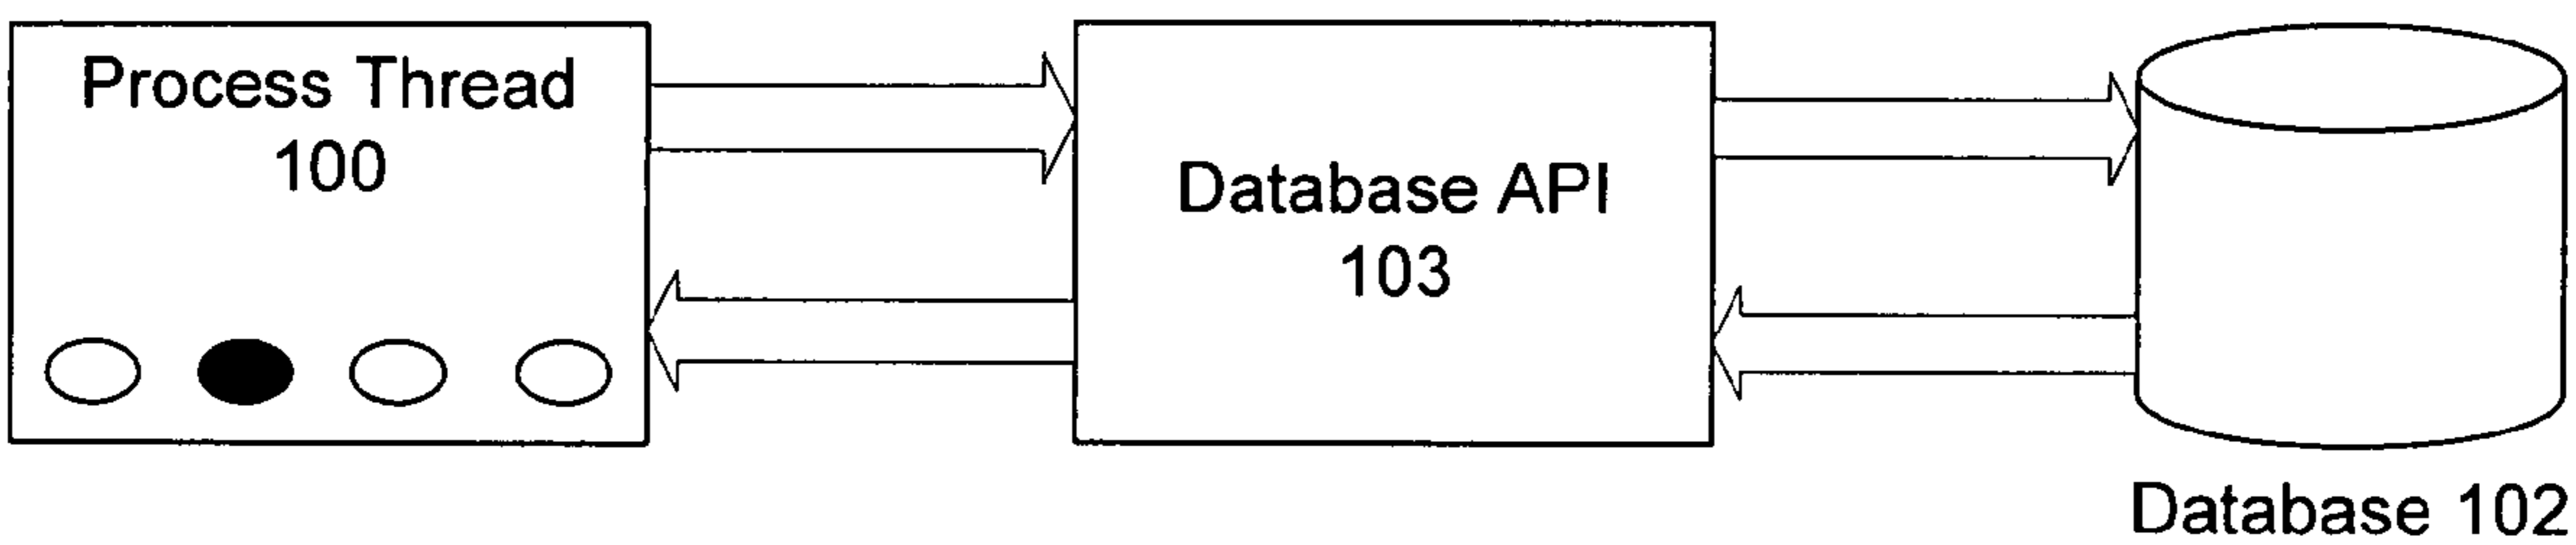 Process Thread
100
Database API
103
Database 102